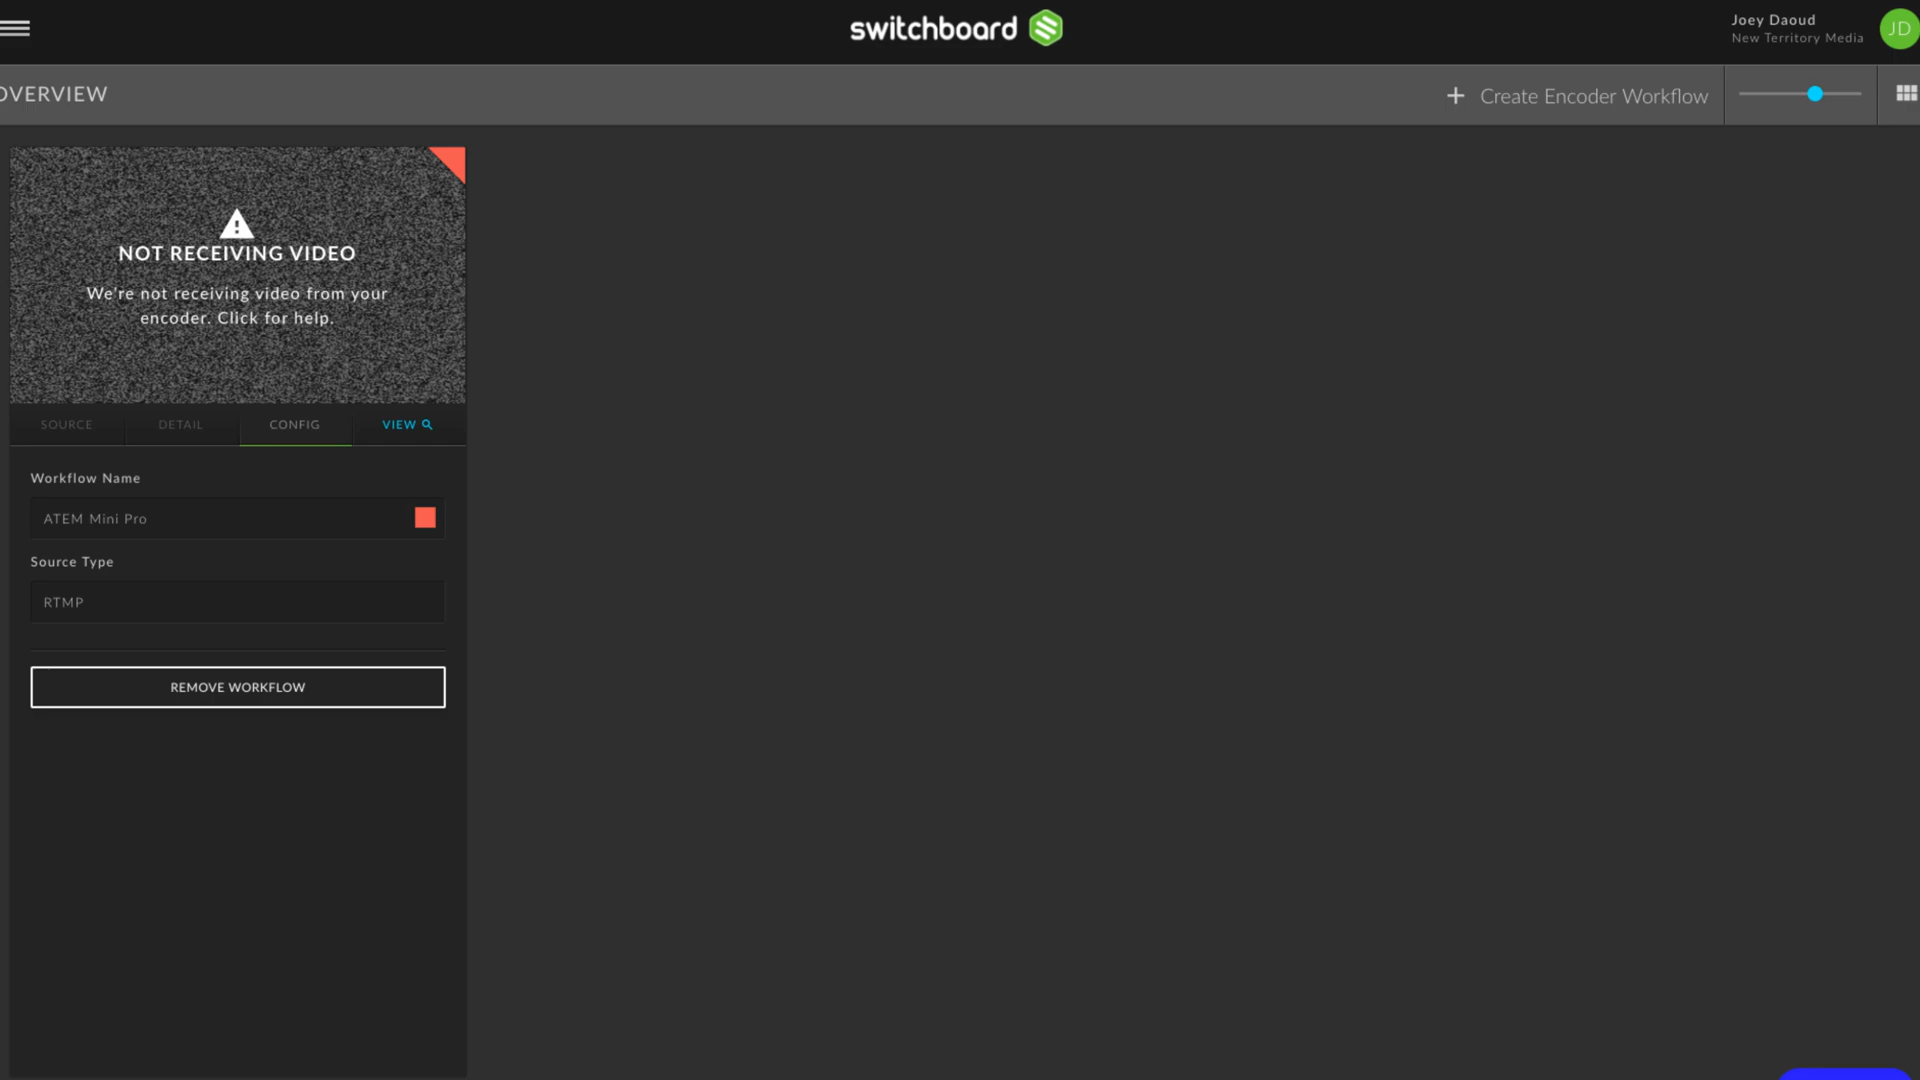 switchboard
Joey Daoud
New Territory Media
JD
OVERVIEW
+ Create Encoder Workflow
NOT RECEIVING VIDEO
We're not receiving video from your
encoder. Click for help.
SOURCE DETAIL CONFIG VIEW
Workflow Name
ATEM Mini Pro
Source Type
RTMP
REMOVE WORKFLOW